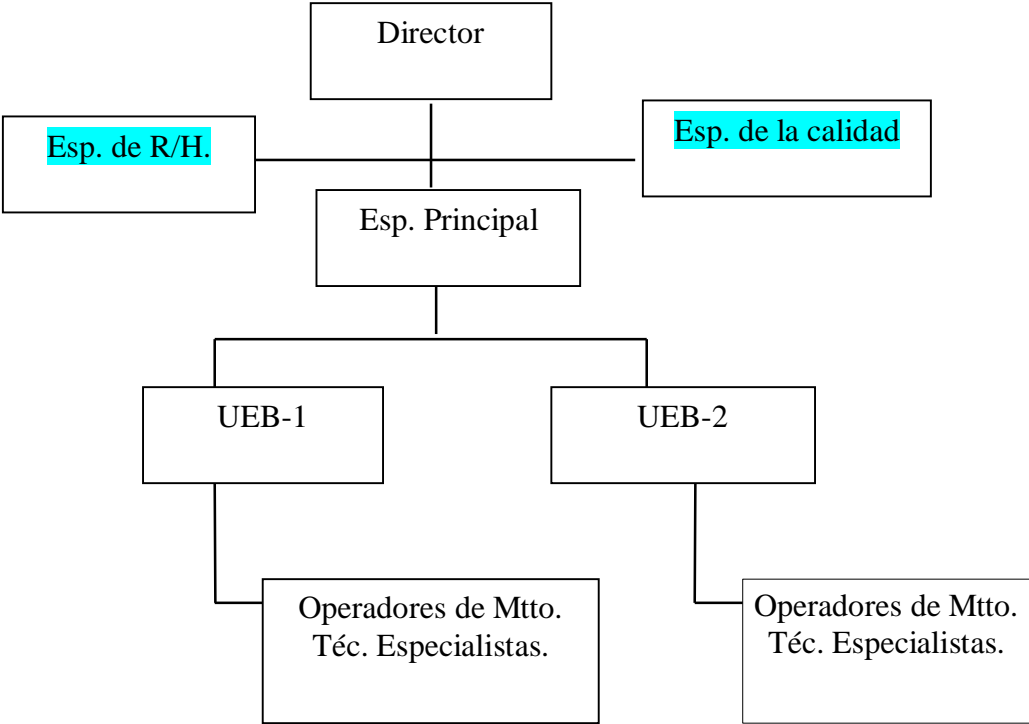 Director
Esp. de R/H.
Esp. de la calidad
Esp. Principal
UEB-1
UEB-2
Operadores de Mtto.
Téc. Especialistas.
Operadores de Mtto.
Téc. Especialistas.